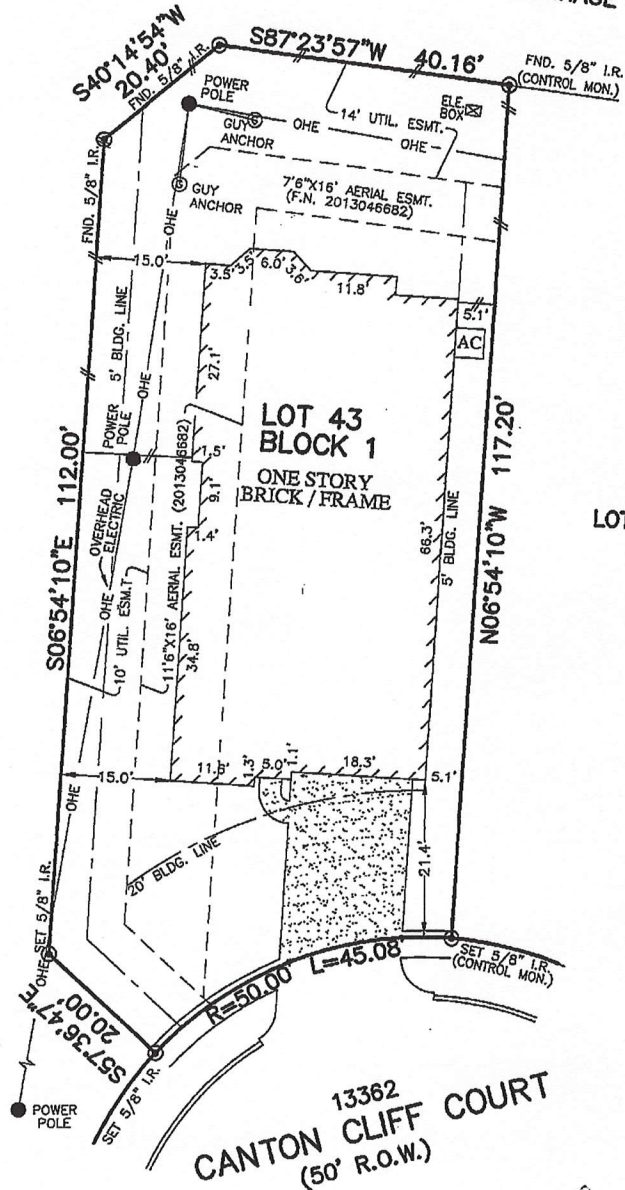 S87°23'57"W 40.16'
S40°14'54"W
20.40'
FND. 5/8" I.R.
FND. 5/8" I.R.
(CONTROL MON.)
POWER
POLE
ELE.
BOX
GUY
ANCHOR
OHE
14' UTIL. ESMT.
OHE
GUY
ANCHOR
7'6"X16' AERIAL ESMT.
(F.N. 2013046682)
FND. 5/8" I.R.
OHE
15.0'
3.5'
3.5'
6.0'
3.6'
11.8'
5.1'
AC
5' BLDG. LINE
OHE
27.1'
LOT 43
BLOCK 1
ONE STORY
BRICK / FRAME
POWER
POLE
1.5'
9.1'
1.4'
S06°54'10"E 112.00'
OVERHEAD
ELECTRIC
OHE
10' UTIL. ESM.T
11'6"X16' AERIAL ESMT. (2013046682)
34.8'
66.3'
5' BLDG. LINE
N06°54'10"W 117.20'
LOT
15.0'
11.6'
1.3'
5.0'
1.1'
18.3'
5.1'
OHE
20' BLDG. LINE
21.4'
SET 5/8" I.R.
OHE
R=50.00 L=45.08
SET 5/8" I.R.
(CONTROL MON.)
S57°36'47"E
20.00'
SET 5/8" I.R.
POWER
POLE
13362
CANTON CLIFF COURT
(50' R.O.W.)